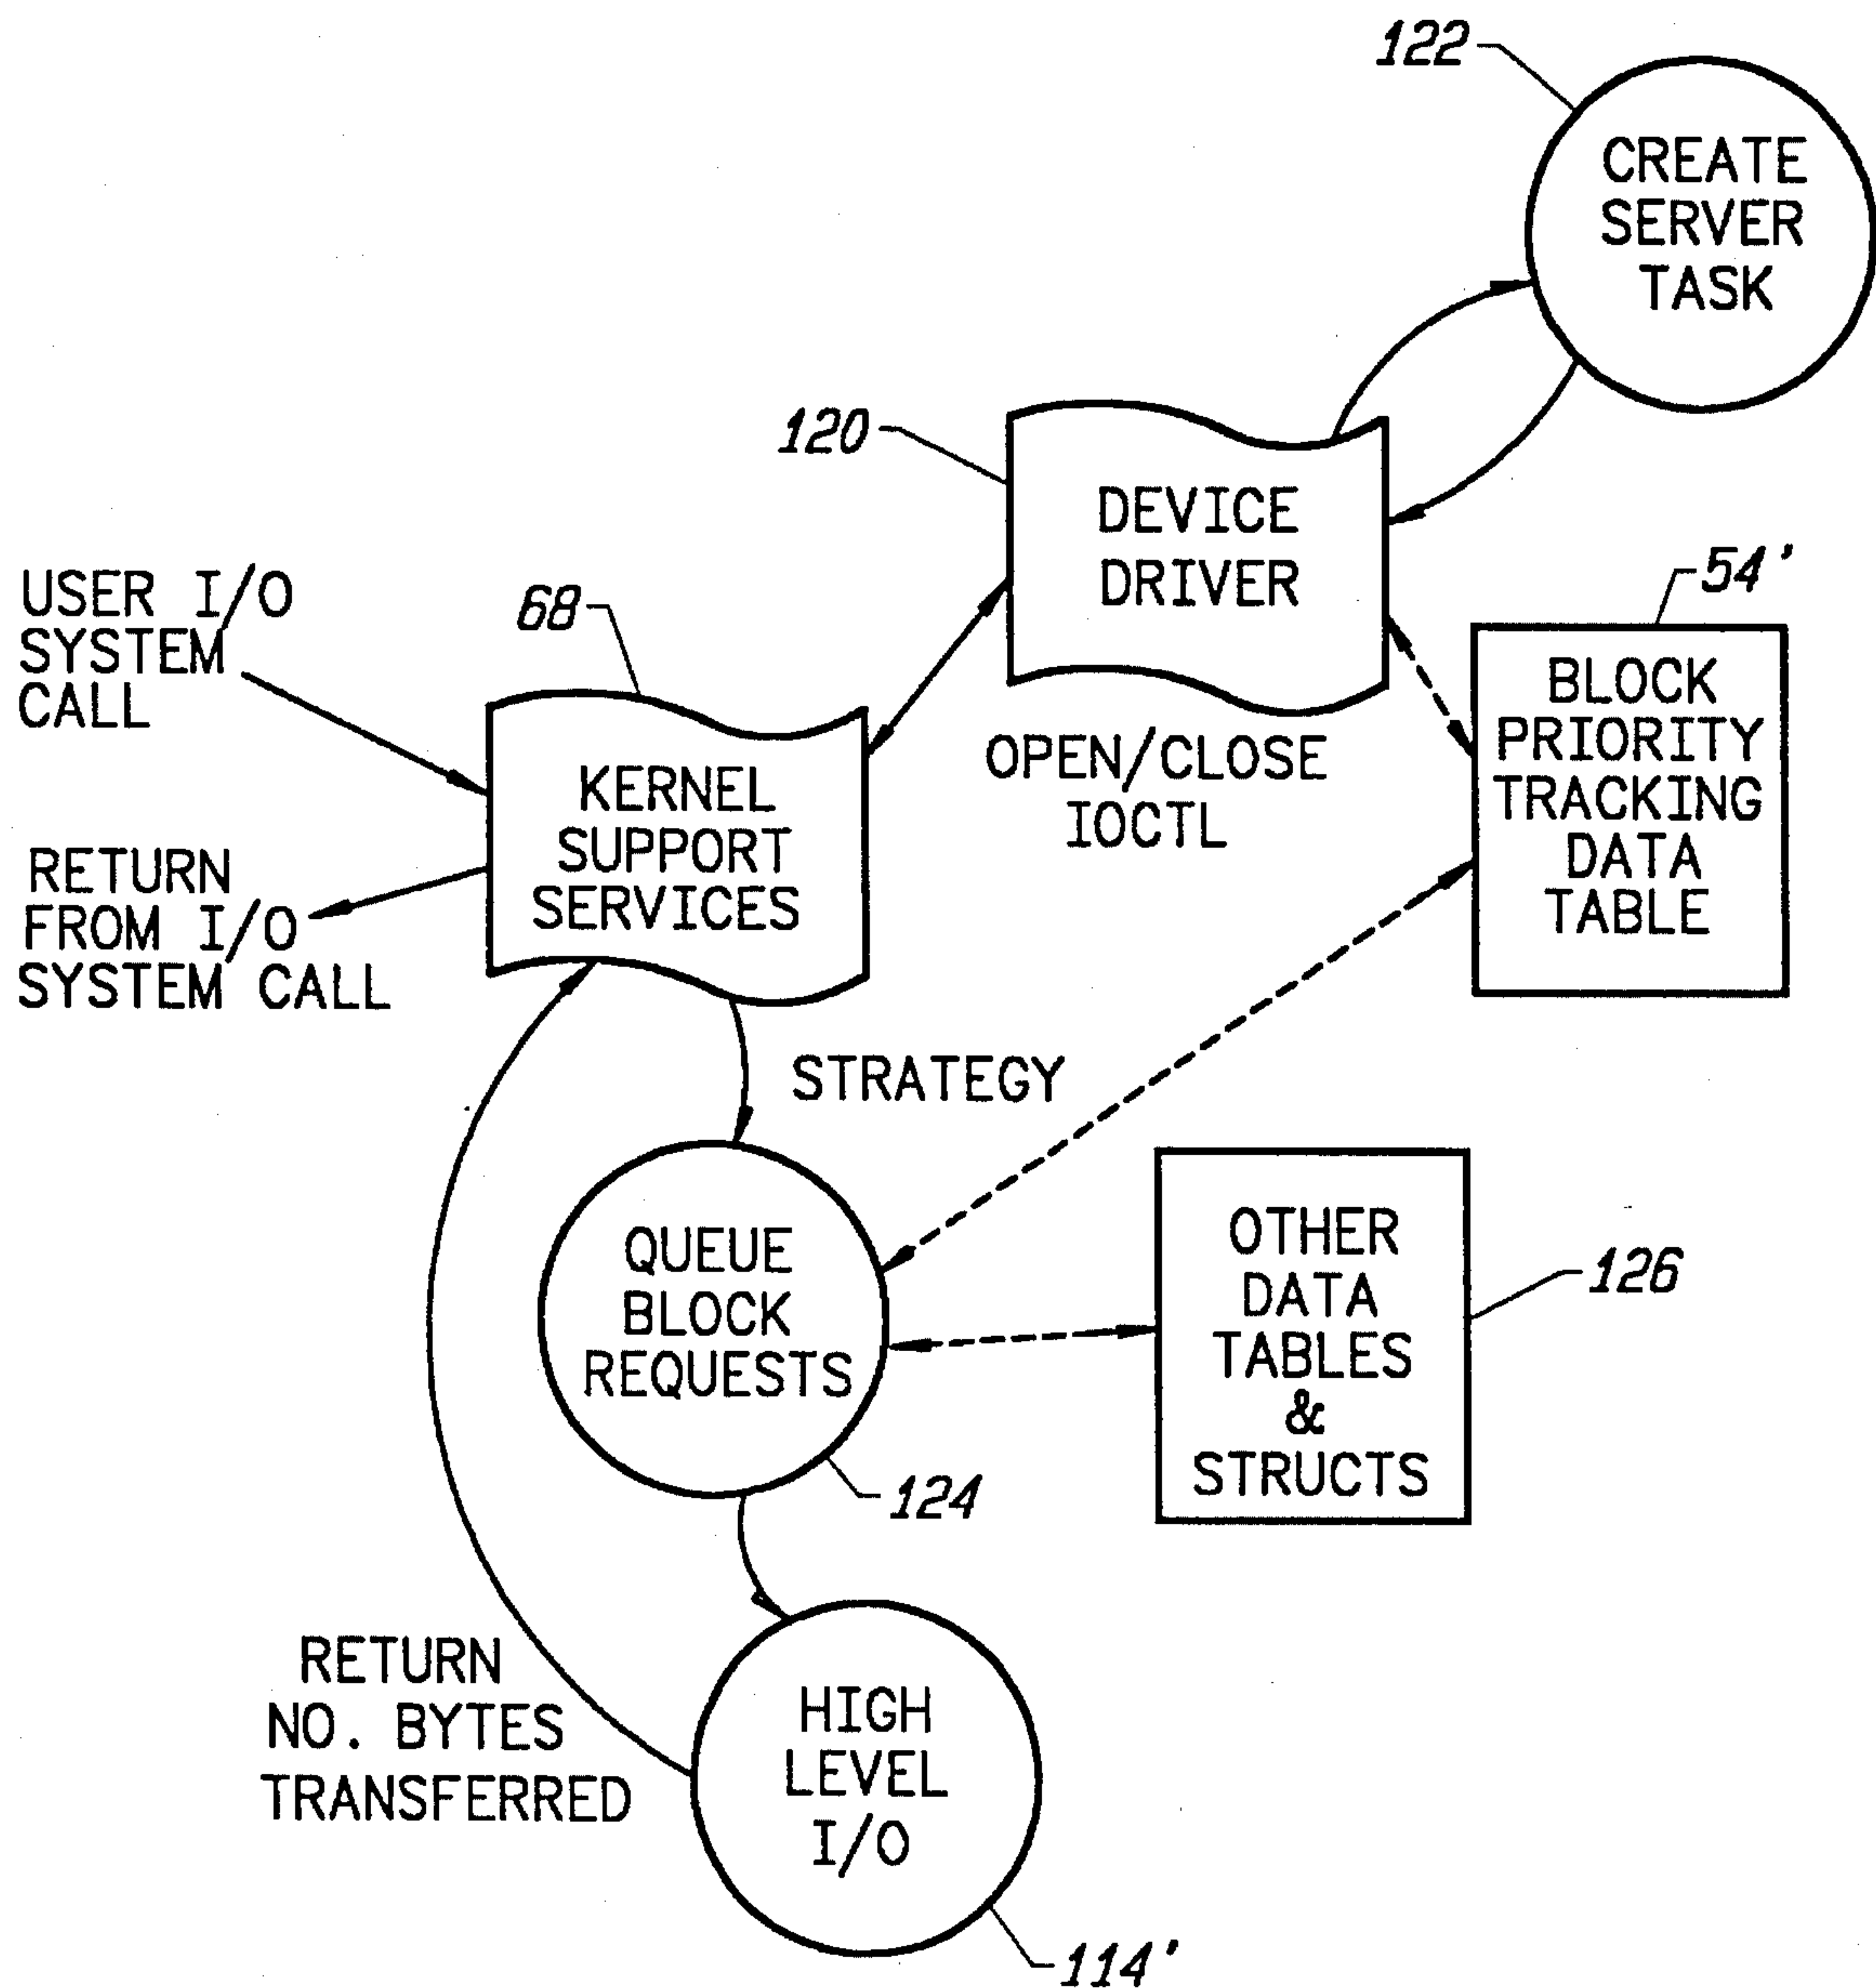 122
CREATE
SERVER
TASK
120
DEVICE
DRIVER
54'
USER I/O
SYSTEM
CALL
68
BLOCK
PRIORITY
TRACKING
DATA
TABLE
OPEN/CLOSE
IOCTL
KERNEL
SUPPORT
SERVICES
RETURN
FROM I/O
SYSTEM CALL
STRATEGY
QUEUE
BLOCK
REQUESTS
124
OTHER
DATA
TABLES
&
STRUCTS
126
RETURN
NO. BYTES
TRANSFERRED
HIGH
LEVEL
I/O
114'